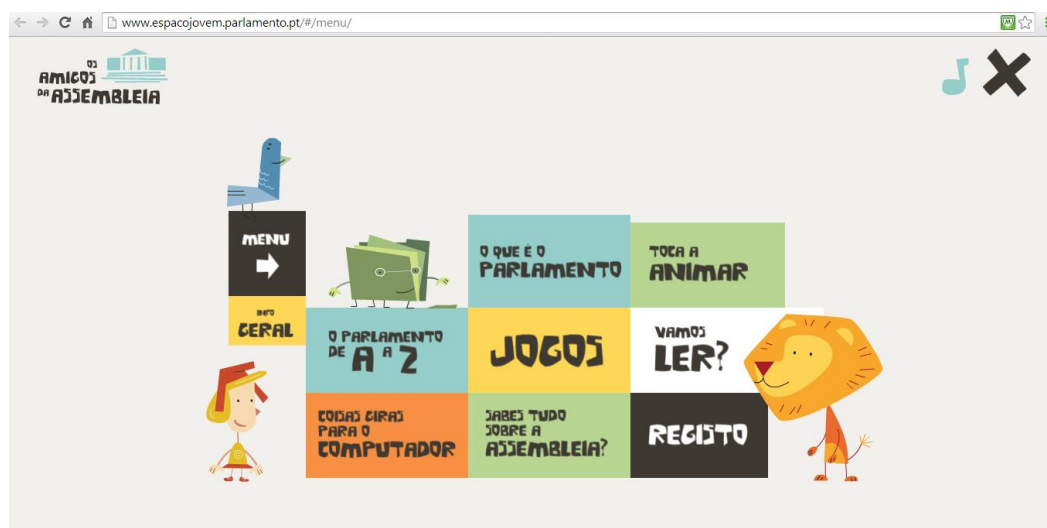 www.espacojovem.parlamento.pt/#/menu/
OS
AMIGOS
DA ASSEMBLEIA
MENU
INFO
GERAL
O PARLAMENTO
DE A A Z
O QUE É O
PARLAMENTO
TOCA A
ANIMAR
JOGOS
VAMOS
LER?
COISAS GIRAS
PARA O
COMPUTADOR
SABES TUDO
SOBRE A
ASSEMBLEIA?
REGISTO